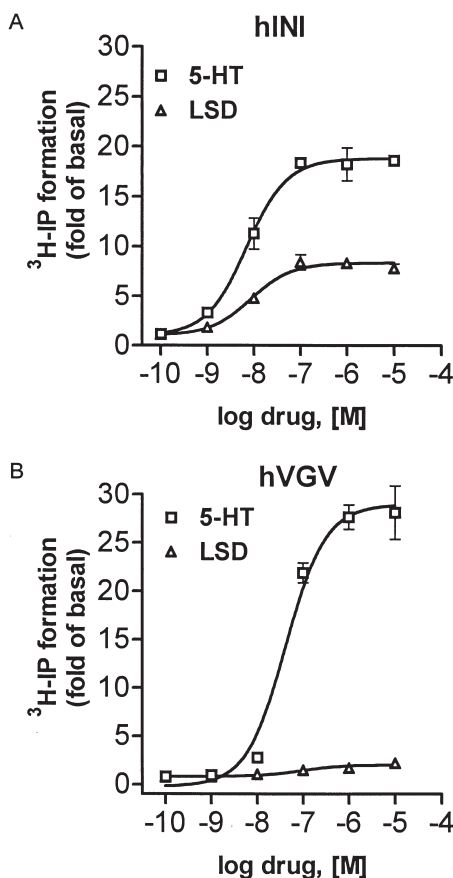 A
hINI
30
25
20
15
10
5
0
³H-IP formation
(fold of basal)
5-HT
LSD
-10 -9 -8 -7 -6 -5 -4
log drug, [M]
B
hVGV
30
25
20
15
10
5
0
³H-IP formation
(fold of basal)
5-HT
LSD
-10 -9 -8 -7 -6 -5 -4
log drug, [M]